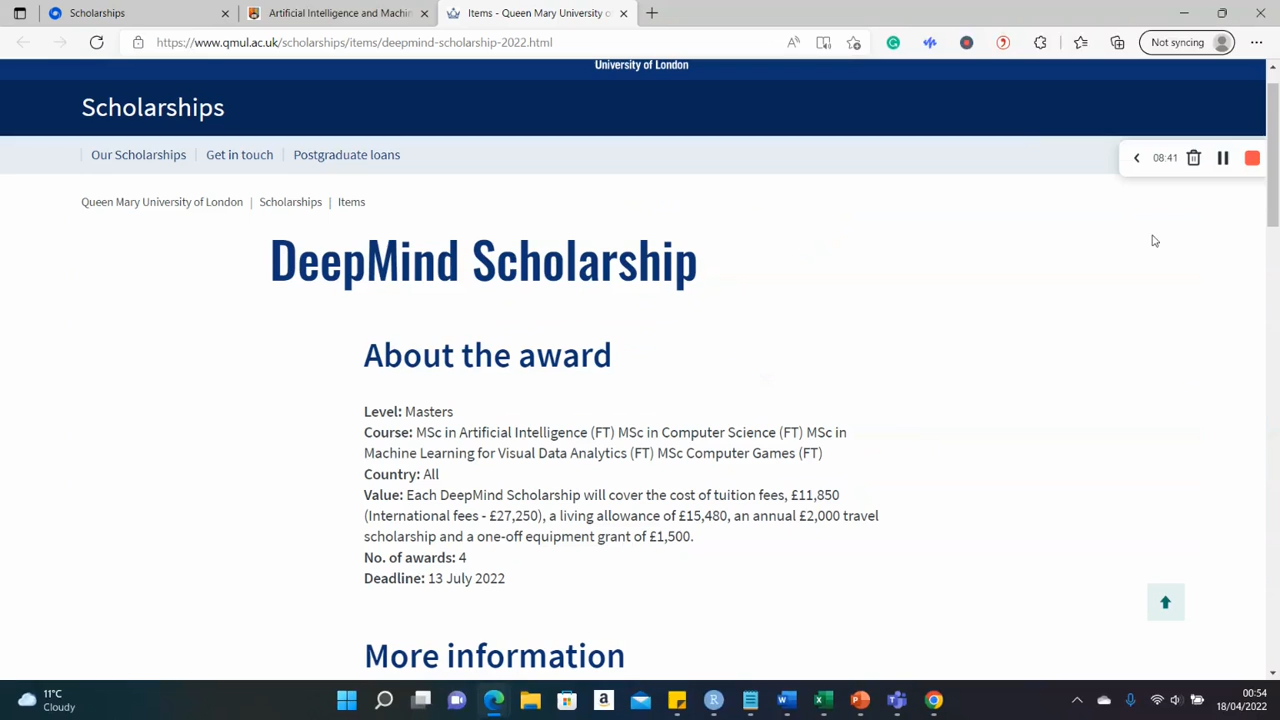 Scholarships
Artificial Intelligence and Machin
Items - Queen Mary University of
https://www.qmul.ac.uk/scholarships/items/deepmind-scholarship-2022.html
Not syncing
University of London
Scholarships
Our Scholarships
Get in touch
Postgraduate loans
08:41
Queen Mary University of London | Scholarships | Items
DeepMind Scholarship
About the award
Level: Masters
Course: MSc in Artificial Intelligence (FT) MSc in Computer Science (FT) MSc in
Machine Learning for Visual Data Analytics (FT) MSc Computer Games (FT)
Country: All
Value: Each DeepMind Scholarship will cover the cost of tuition fees, £11,850
(International fees - £27,250), a living allowance of £15,480, an annual £2,000 travel
scholarship and a one-off equipment grant of £1,500.
No. of awards: 4
Deadline: 13 July 2022
More information
11°C
Cloudy
00:54
18/04/2022